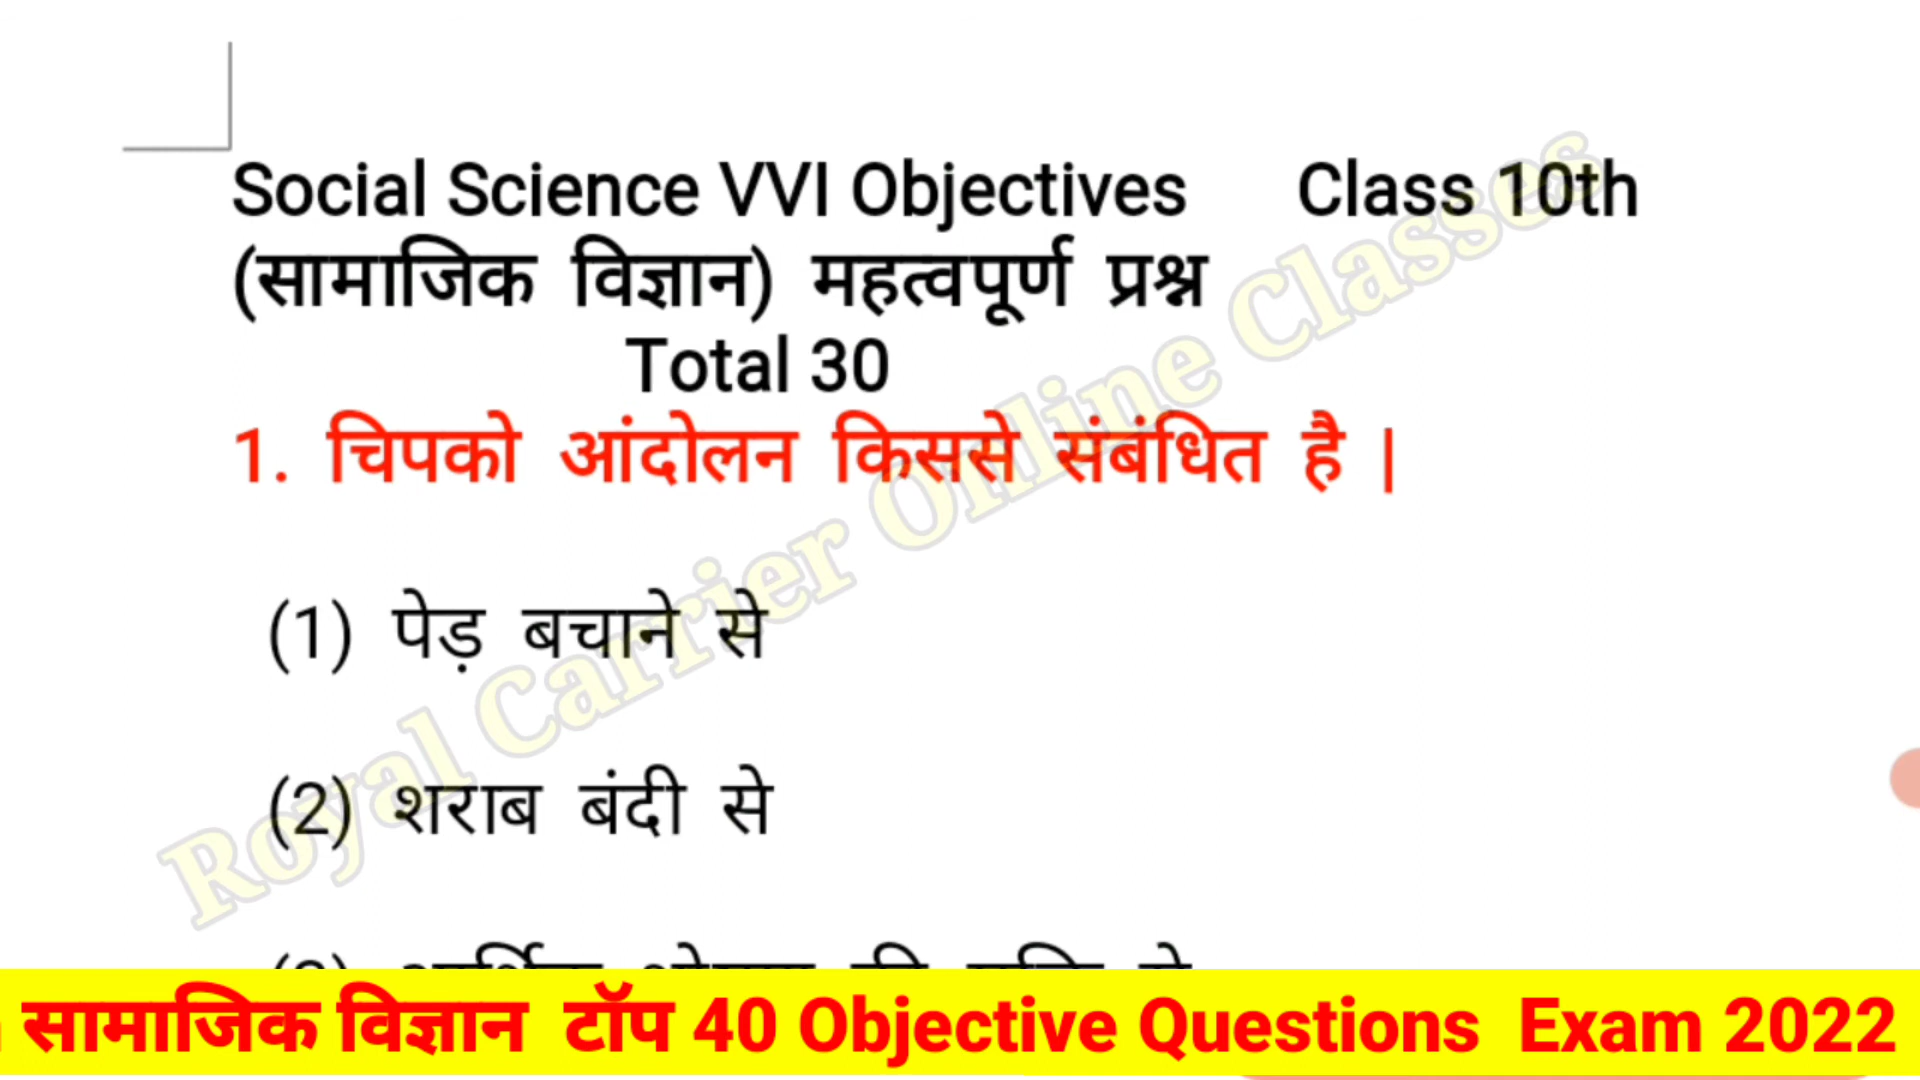 Social Science VVI Objectives Class 10th
(सामाजिक विज्ञान) महत्वपूर्ण प्रश्न
Total 30
1. चिपको आंदोलन किससे संबंधित है |
(1) पेड़ बचाने से
(2) शराब बंदी से
Royal Carrier Online Classes
सामाजिक विज्ञान टॉप 40 Objective Questions Exam 2022